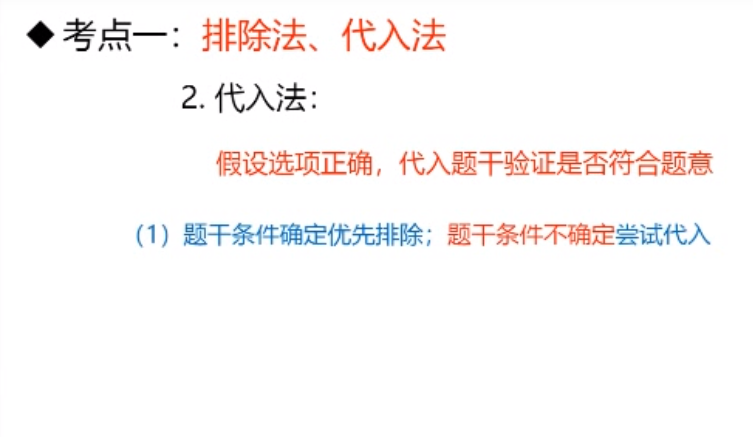 ◆ 考点一：排除法、代入法
2. 代入法：
假设选项正确，代入题干验证是否符合题意
（1）题干条件确定优先排除；题干条件不确定尝试代入